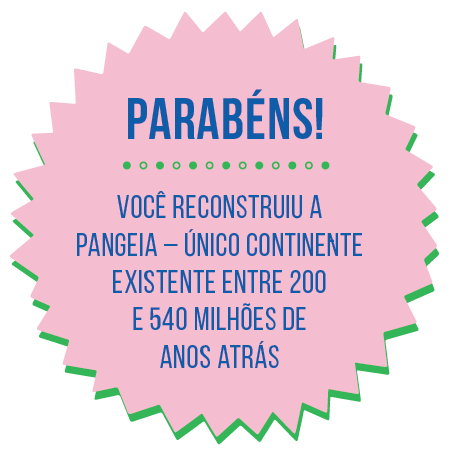 PARABÉNS!
VOCÊ RECONSTRUIU A
PANGEIA – ÚNICO CONTINENTE
EXISTENTE ENTRE 200
E 540 MILHÕES DE
ANOS ATRÁS